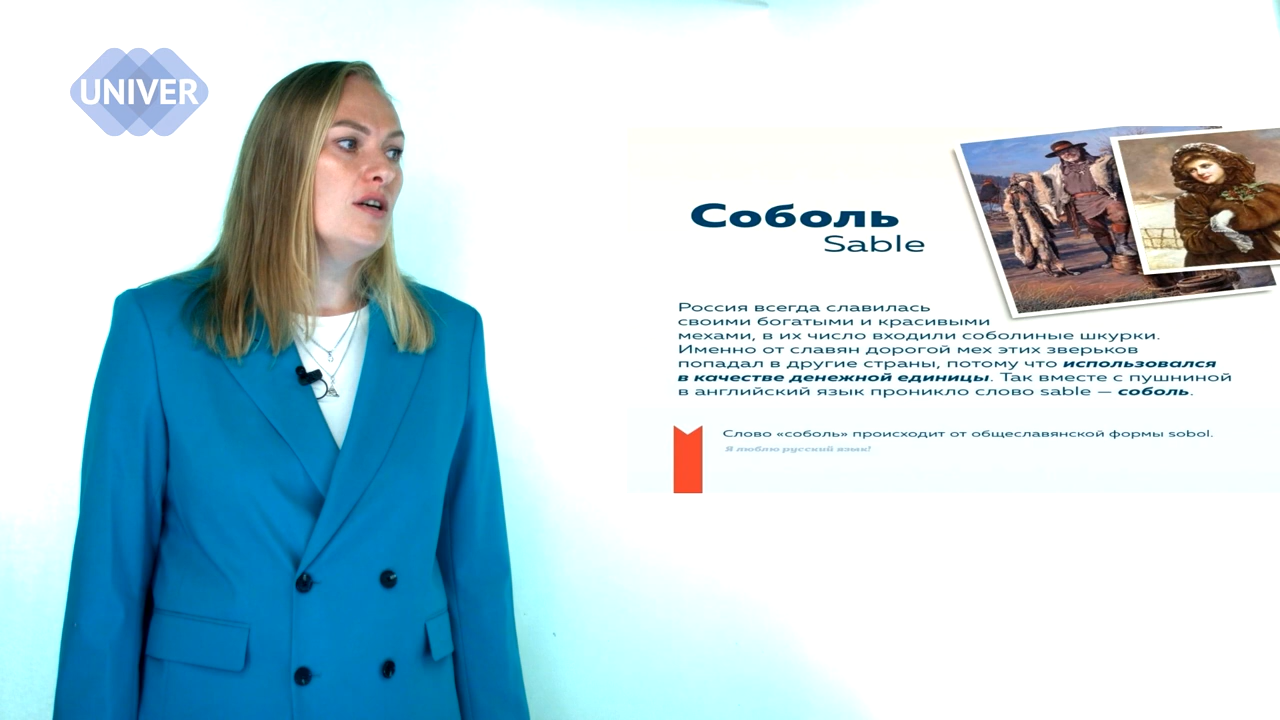 UNIVER
Соболь
Sable
Россия всегда славилась
своими богатыми и красивыми
мехами, в их число входили соболиные шкурки.
Именно от славян дорогой мех этих зверьков
попадал в другие страны, потому что использовался
в качестве денежной единицы. Так вместе с пушниной
в английский язык проникло слово sable — соболь.
Слово «соболь» происходит от общеславянской формы sobol.
Я люблю русский язык!